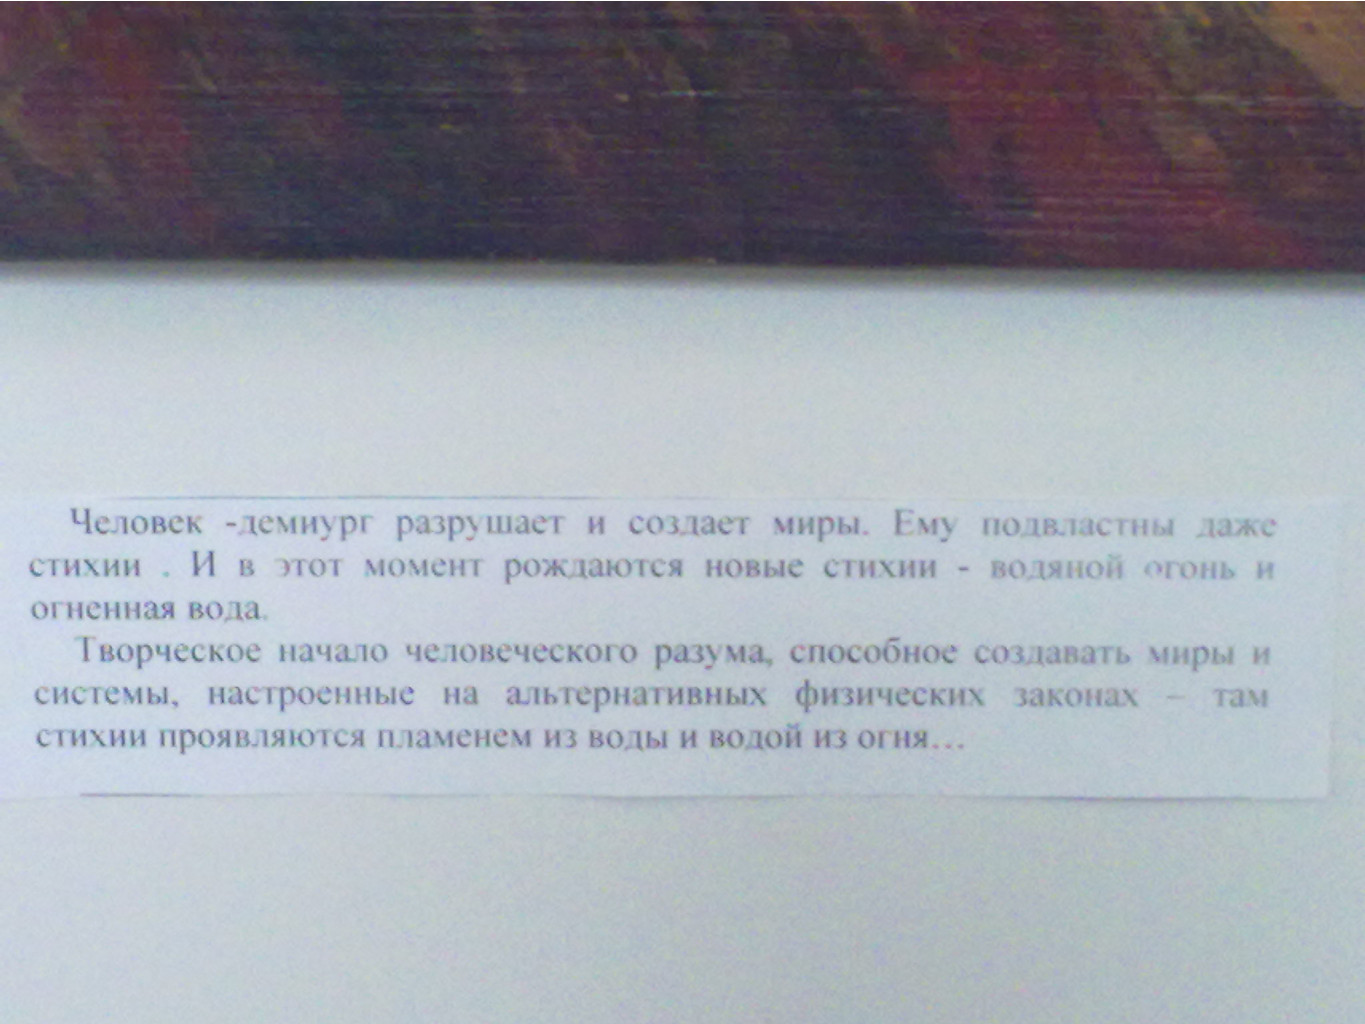 Человек -демиург разрушает и создает миры. Ему подвластны даже
стихии . И в этот момент рождаются новые стихии - водяной огонь и
огненная вода.
Творческое начало человеческого разума, способное создавать миры и
системы, настроенные на альтернативных физических законах – там
стихии проявляются пламенем из воды и водой из огня…